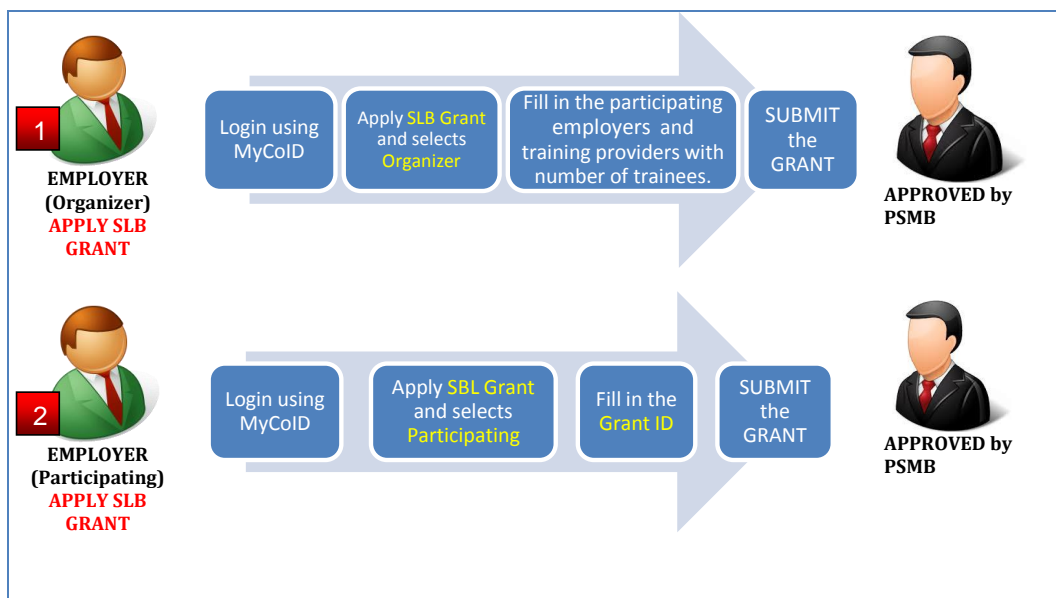 1
EMPLOYER
(Organizer)
APPLY SLB
GRANT
Login using
MyCoID
Apply SLB Grant
and selects
Organizer
Fill in the participating
employers and
training providers with
number of trainees.
SUBMIT
the
GRANT
APPROVED by
PSMB
2
EMPLOYER
(Participating)
APPLY SLB
GRANT
Login using
MyCoID
Apply SBL Grant
and selects
Participating
Fill in the
Grant ID
SUBMIT
the
GRANT
APPROVED by
PSMB